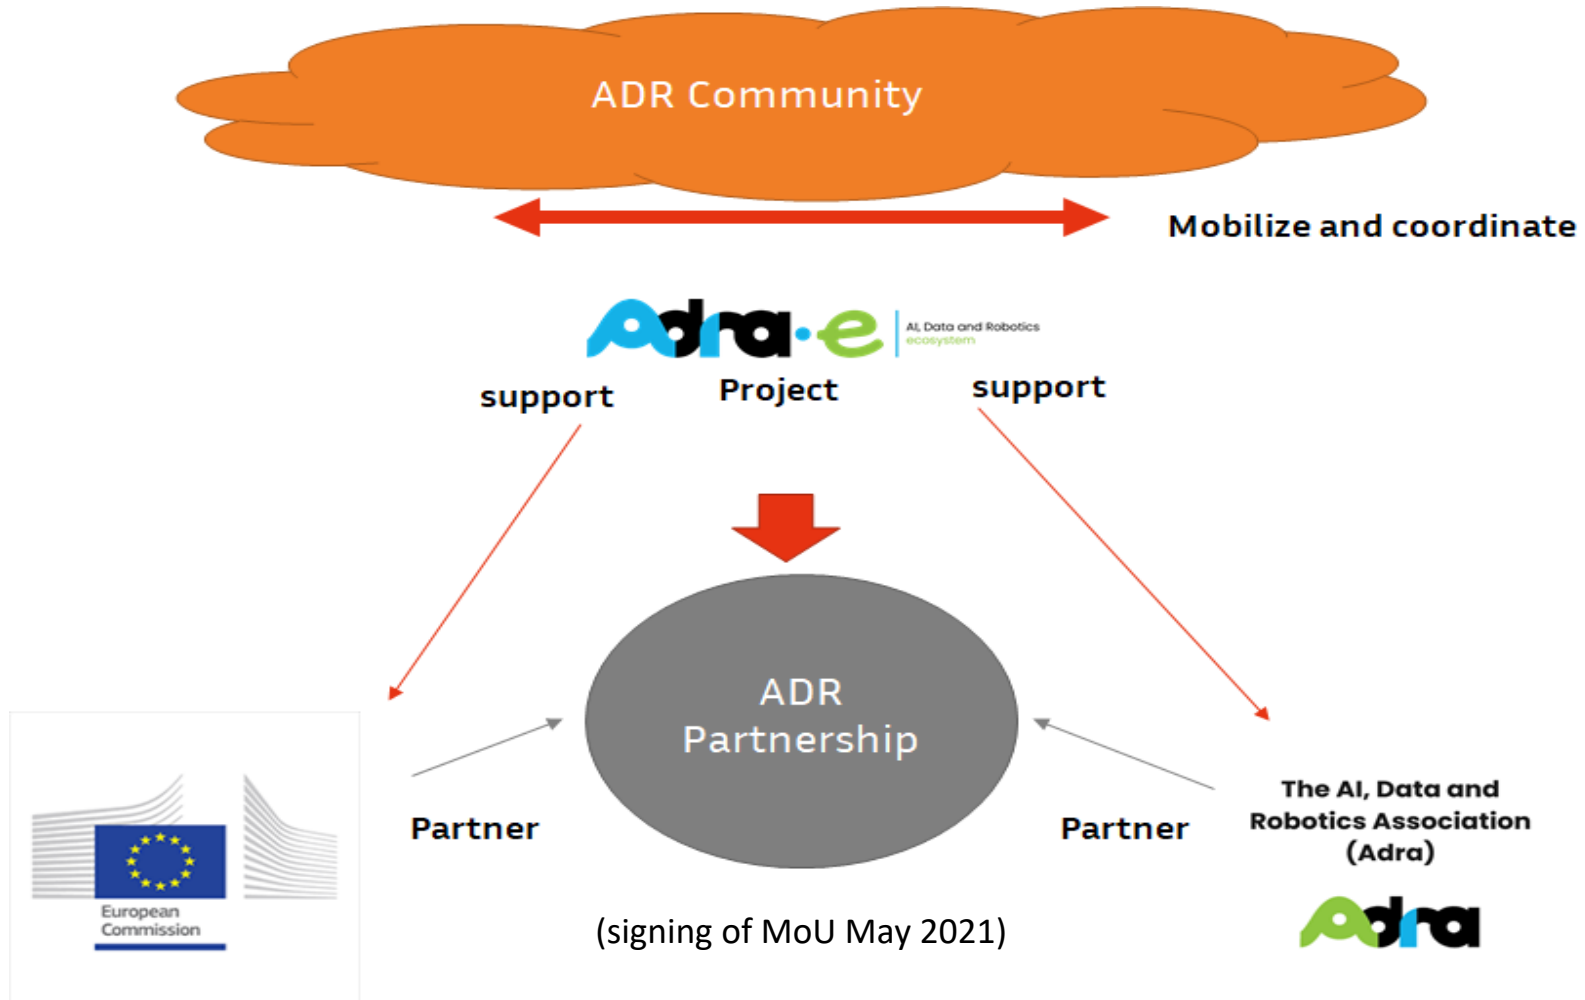 ADR Community
Mobilize and coordinate
Adra·e
AI, Data and Robotics
ecosystem
support
Project
support
ADR
Partnership
Partner
Partner
The AI, Data and
Robotics Association
(Adra)
European
Commission
(signing of MoU May 2021)
Adra